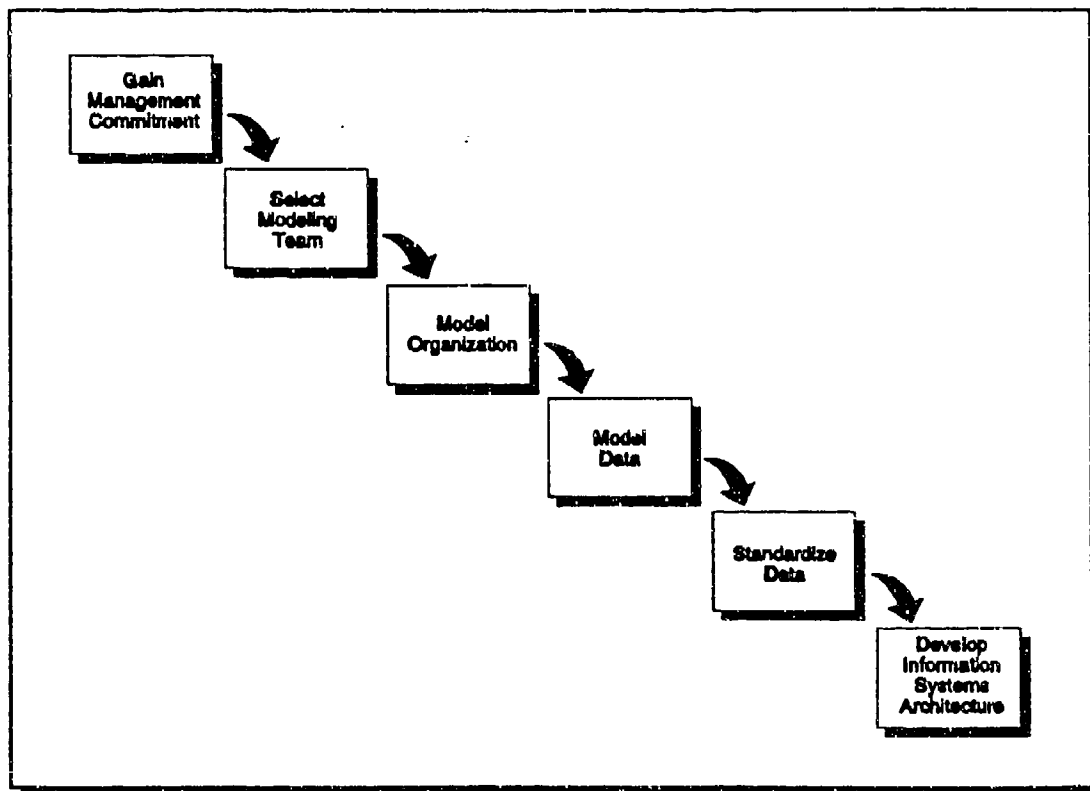 Gain
Management
Commitment
Select
Modeling
Team
Model
Organization
Model
Data
Standardize
Data
Develop
Information
Systems
Architecture